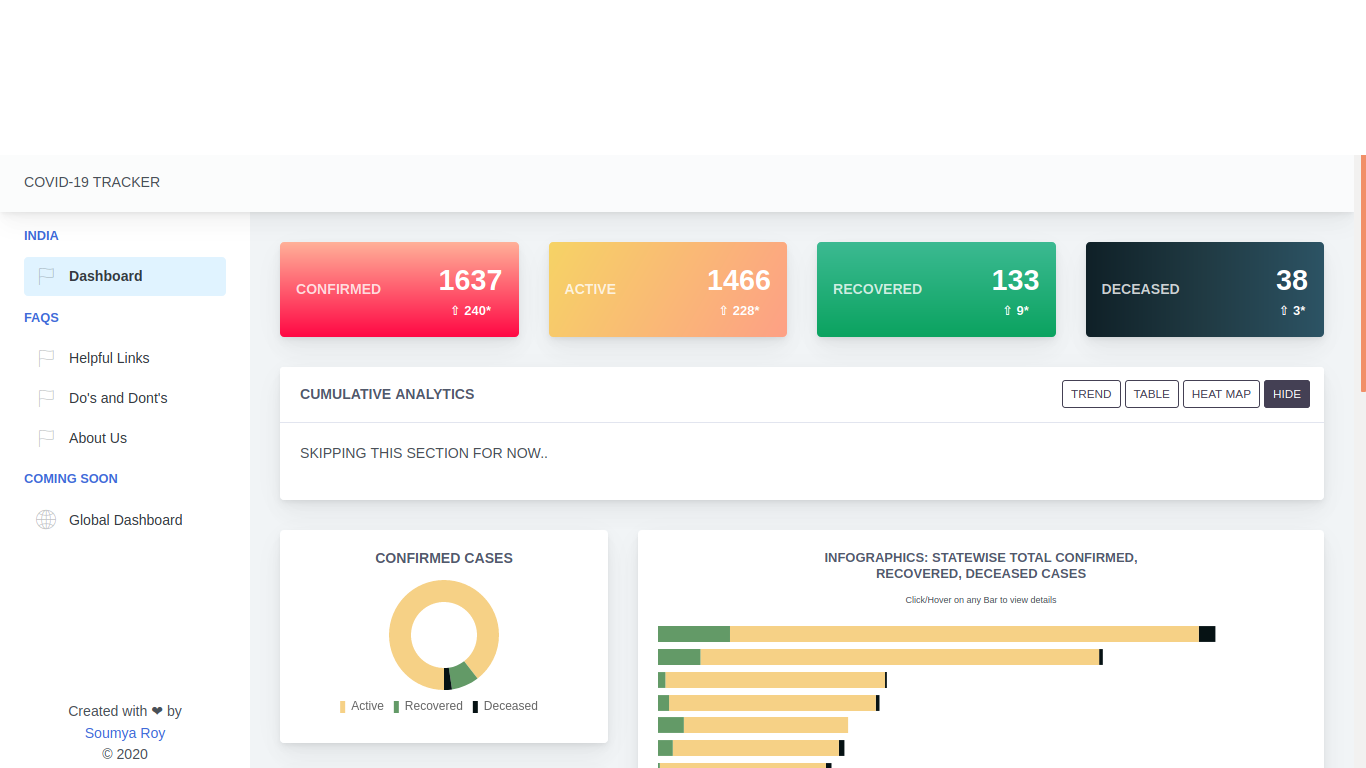 COVID-19 TRACKER
INDIA
Dashboard
FAQS
Helpful Links
Do's and Dont's
About Us
COMING SOON
Global Dashboard
Created with ❤ by
Soumya Roy
© 2020
CONFIRMED
1637
⇧ 240*
ACTIVE
1466
⇧ 228*
RECOVERED
133
⇧ 9*
DECEASED
38
⇧ 3*
CUMULATIVE ANALYTICS
TREND
TABLE
HEAT MAP
HIDE
SKIPPING THIS SECTION FOR NOW..
CONFIRMED CASES
Active
Recovered
Deceased
INFOGRAPHICS: STATEWISE TOTAL CONFIRMED,
RECOVERED, DECEASED CASES
Click/Hover on any Bar to view details